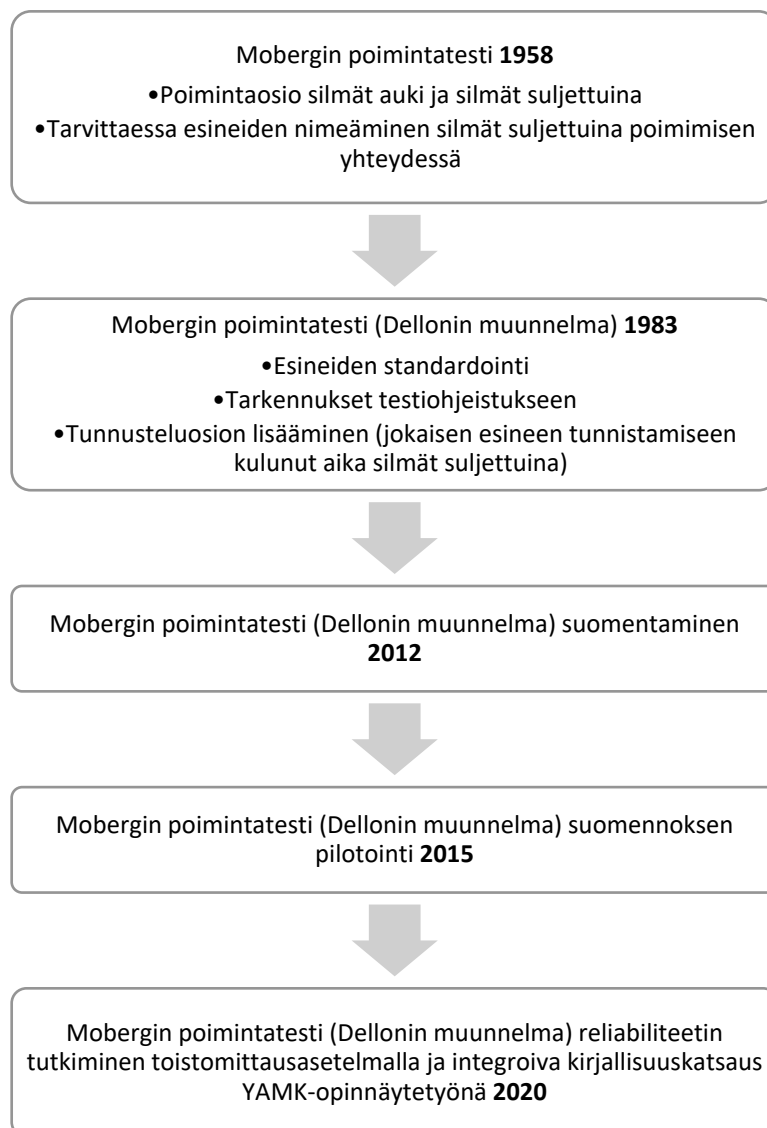 Mobergin poimintatesti 1958
•Poimintaosio silmät auki ja silmät suljettuina
•Tarvittaessa esineiden nimeäminen silmät suljettuina poimimisen
yhteydessä
Mobergin poimintatesti (Dellonin muunnelma) 1983
•Esineiden standardointi
•Tarkennukset testiohjeistukseen
•Tunnusteluosion lisääminen (jokaisen esineen tunnistamiseen
kulunut aika silmät suljettuina)
Mobergin poimintatesti (Dellonin muunnelma) suomentaminen
2012
Mobergin poimintatesti (Dellonin muunnelma) suomennoksen
pilotointi 2015
Mobergin poimintatesti (Dellonin muunnelma) reliabiliteetin
tutkiminen toistomittausasetelmalla ja integroiva kirjallisuuskatsaus
YAMK-opinnäytetyönä 2020